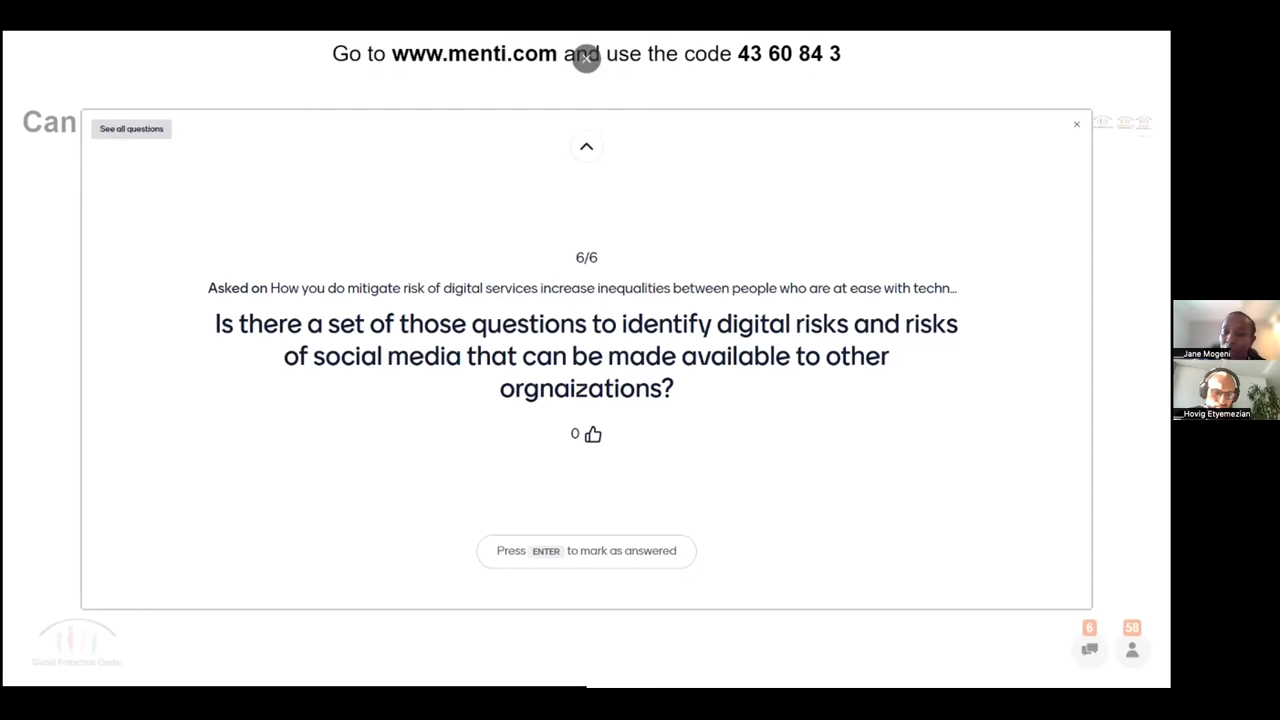 Go to www.menti.com and use the code 43 60 84 3
Can
See all questions
6/6
Asked on How you do mitigate risk of digital services increase inequalities between people who are at ease with techn...
Is there a set of those questions to identify digital risks and risks
of social media that can be made available to other
orgnaizations?
0
Press ENTER to mark as answered
Jane Mogeni
Hovig Etyemezian
6
58
Global Protection Cluster